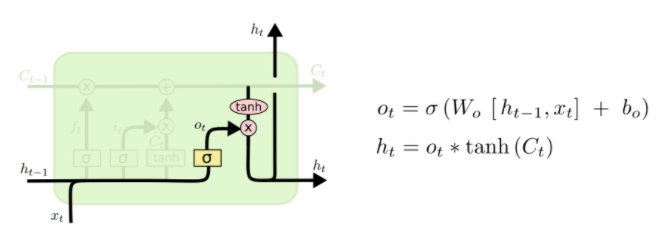 h_t
C_{t-1}
C_t
x
+
tanh
f_t
i_t
C̃_t
x
o_t
x
σ
σ
tanh
σ
h_{t-1}
h_t
x_t
o_t = σ (W_o [ h_{t-1}, x_t ] + b_o)
h_t = o_t * tanh (C_t)